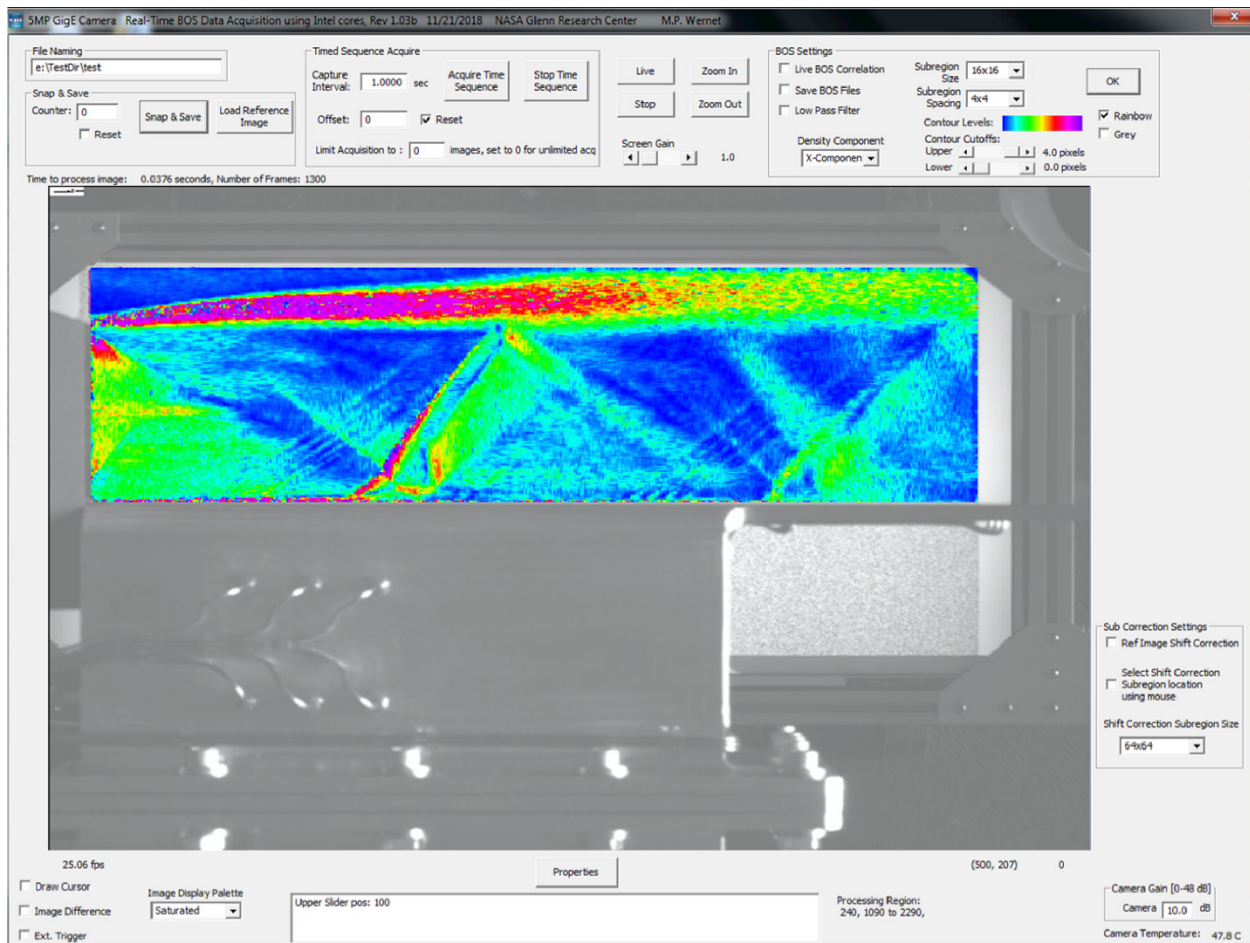 5MP GigE Camera Real-Time BOS Data Acquisition using Intel cores, Rev 1.03b 11/21/2018 NASA Glenn Research Center M.P. Wernet
File Naming
e:\TestDir\test
Snap & Save
Counter: 0
Reset
Snap & Save
Load Reference
Image
Timed Sequence Acquire
Capture
Interval: 1.0000 sec
Acquire Time
Sequence
Stop Time
Sequence
Offset: 0
Reset
Limit Acquisition to : 0 images, set to 0 for unlimited acq
Live
Zoom In
Stop
Zoom Out
Screen Gain
1.0
BOS Settings
Live BOS Correlation
Save BOS Files
Low Pass Filter
Density Component
X-Componen
Subregion
Size 16x16
Subregion
Spacing 4x4
Contour Levels:
Contour Cutoffs:
Upper 4.0 pixels
Lower 0.0 pixels
OK
Rainbow
Grey
Time to process image: 0.0376 seconds, Number of Frames: 1300
Sub Correction Settings
Ref Image Shift Correction
Select Shift Correction
Subregion location
using mouse
Shift Correction Subregion Size
64x64
25.06 fps
Properties
(500, 207) 0
Draw Cursor
Image Difference
Ext. Trigger
Image Display Palette
Saturated
Upper Slider pos: 100
Processing Region:
240, 1090 to 2290,
Camera Gain [0-48 dB]
Camera 10.0 dB
Camera Temperature: 47.8 C